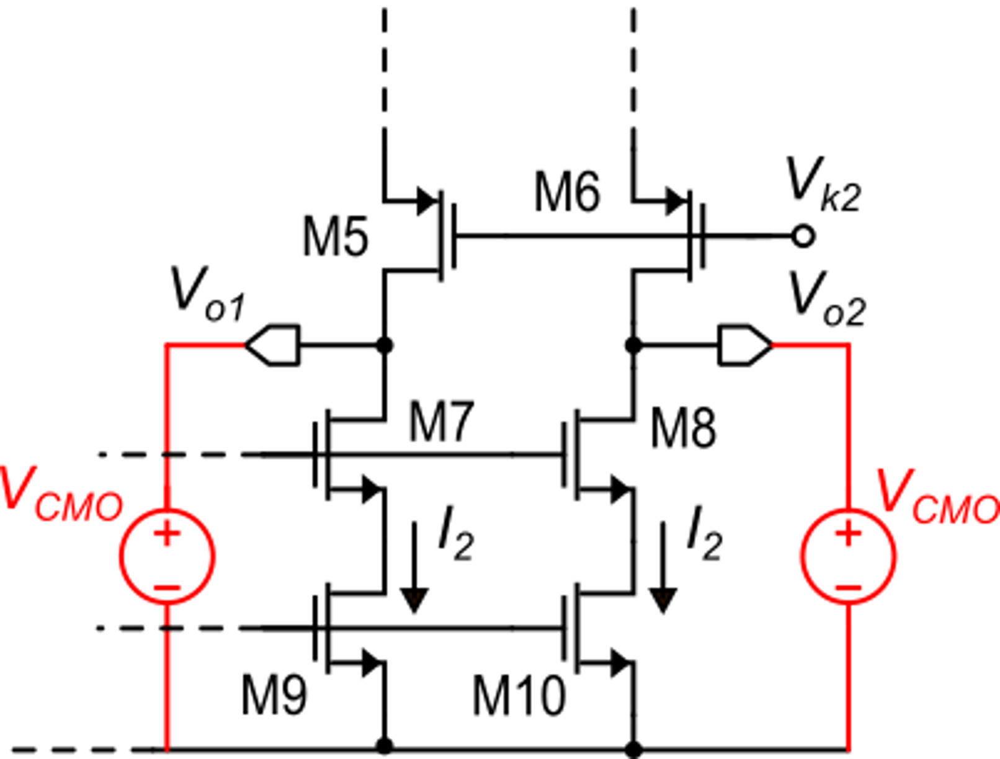 M6
V_k2
M5
V_o1
V_o2
M7
M8
V_CMO
+
−
I_2
I_2
V_CMO
+
−
M9
M10